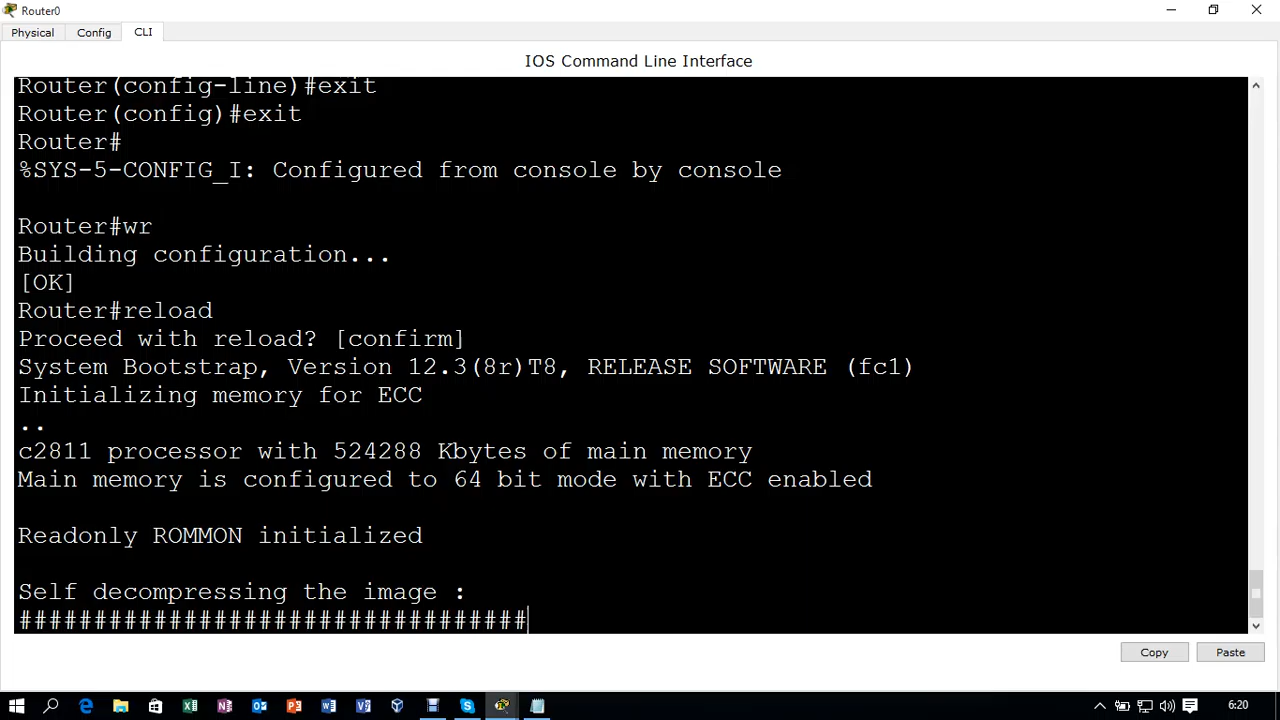 Router0
Physical Config CLI
IOS Command Line Interface
Router(config-line)#exit
Router(config)#exit
Router#
%SYS-5-CONFIG_I: Configured from console by console
Router#wr
Building configuration...
[OK]
Router#reload
Proceed with reload? [confirm]
System Bootstrap, Version 12.3(8r)T8, RELEASE SOFTWARE (fc1)
Initializing memory for ECC
..
c2811 processor with 524288 Kbytes of main memory
Main memory is configured to 64 bit mode with ECC enabled
Readonly ROMMON initialized
Self decompressing the image :
##################################
Copy Paste
6:20